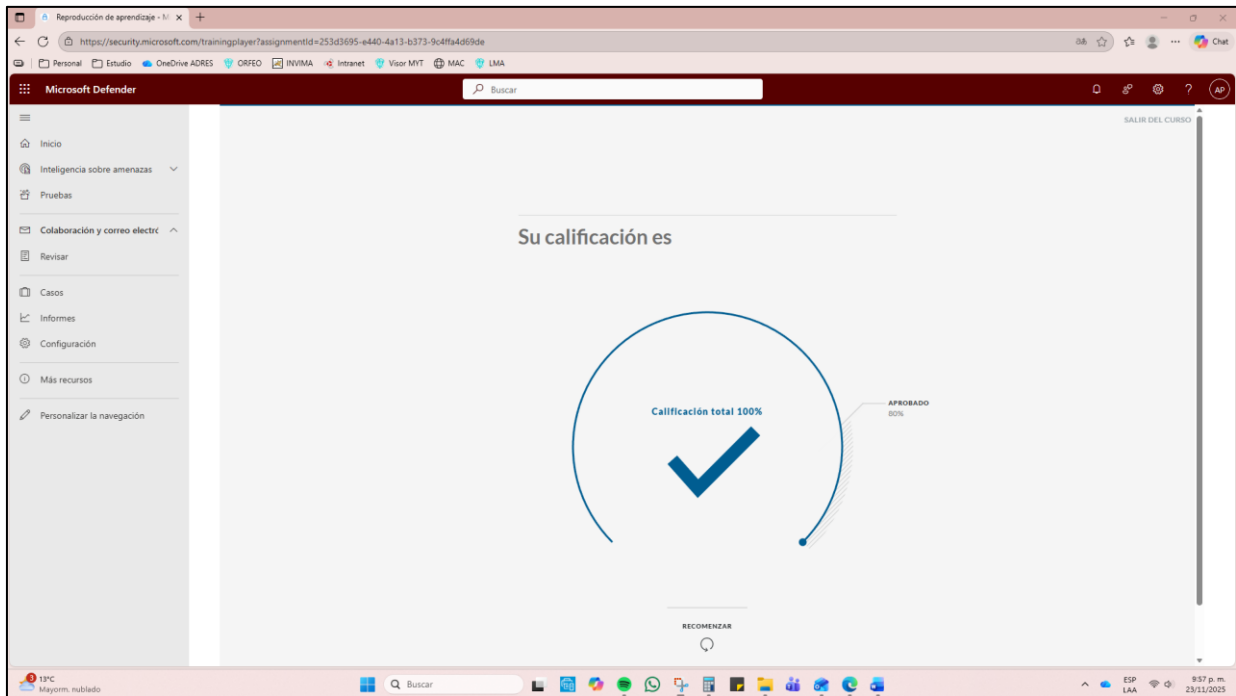 Reproducción de aprendizaje - M
https://security.microsoft.com/trainingplayer?assignmentId=253d3695-e440-4a13-b373-9c4ffa4d69de
Chat
Personal
Estudio
OneDrive ADRES
ORFEO
INVIMA
Intranet
Visor MYT
MAC
LMA
Microsoft Defender
Buscar
AP
SALIR DEL CURSO
Inicio
Inteligencia sobre amenazas
Pruebas
Colaboración y correo electró
Revisar
Casos
Informes
Configuración
Más recursos
Personalizar la navegación
Su calificación es
Calificación total 100%
APROBADO
80%
RECOMENZAR
3
13°C
Mayorm. nublado
Buscar
ESP
LAA
9:57 p. m.
23/11/2025